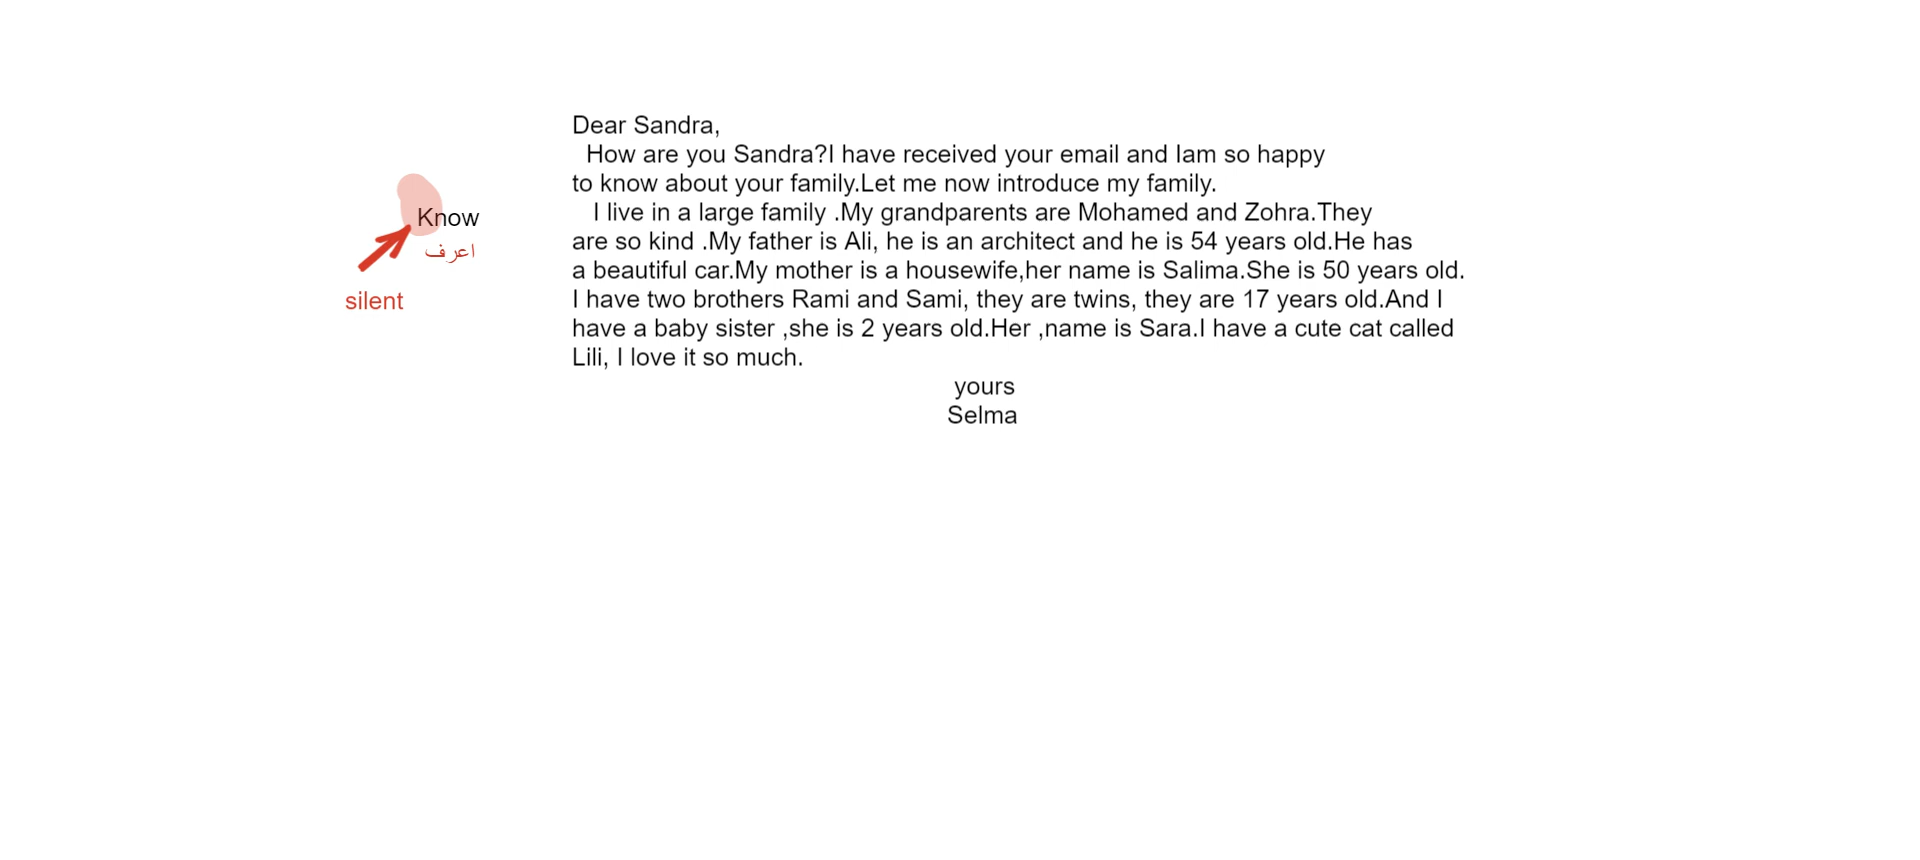 Dear Sandra,
How are you Sandra?I have received your email and Iam so happy
to know about your family.Let me now introduce my family.
I live in a large family .My grandparents are Mohamed and Zohra.They
are so kind .My father is Ali, he is an architect and he is 54 years old.He has
a beautiful car.My mother is a housewife,her name is Salima.She is 50 years old.
I have two brothers Rami and Sami, they are twins, they are 17 years old.And I
have a baby sister ,she is 2 years old.Her ,name is Sara.I have a cute cat called
Lili, I love it so much.
yours
Selma
Know
اعرف
silent